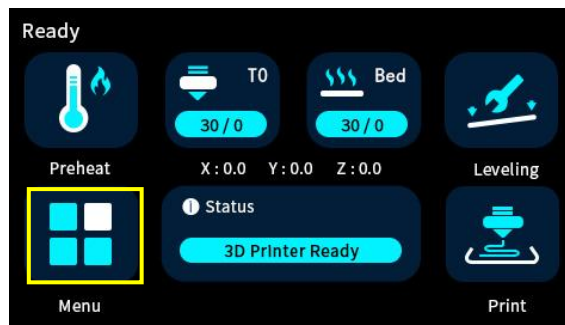 Ready
T0
Bed
30 / 0
30 / 0
Preheat
X : 0.0 Y : 0.0 Z : 0.0
Leveling
Status
3D Printer Ready
Menu
Print